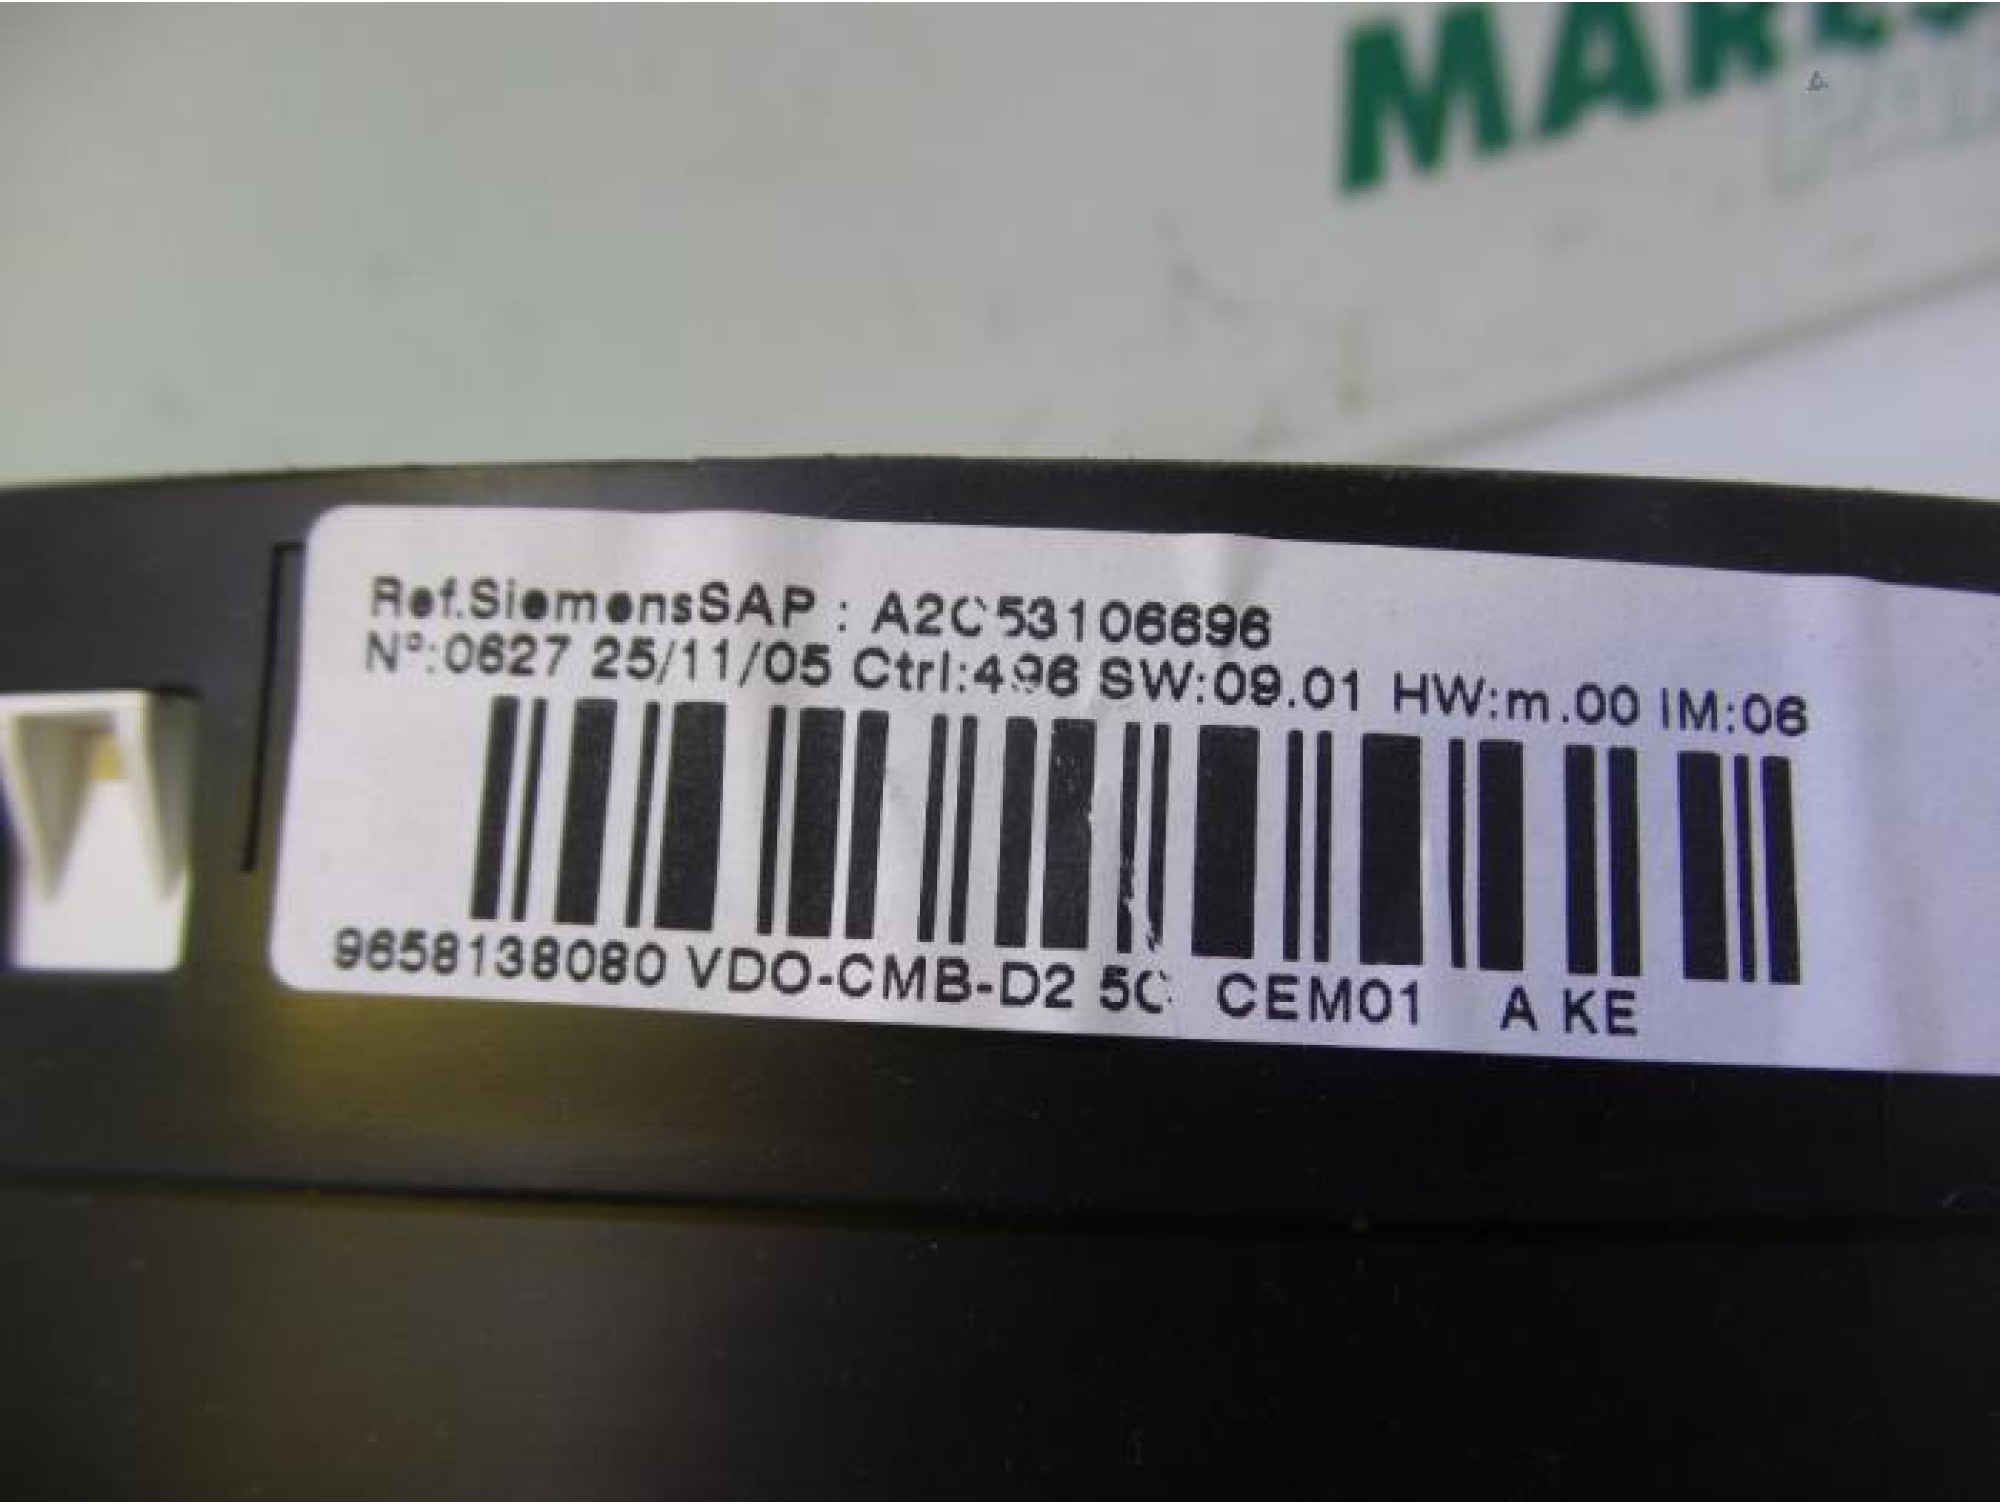 Ref.SiemensSAP : A2C53106696
N°:0627 25/11/05 Ctrl:496 SW:09.01 HW:m.00 IM:06
9658138080 VDO-CMB-D2 5C CEM01 A KE